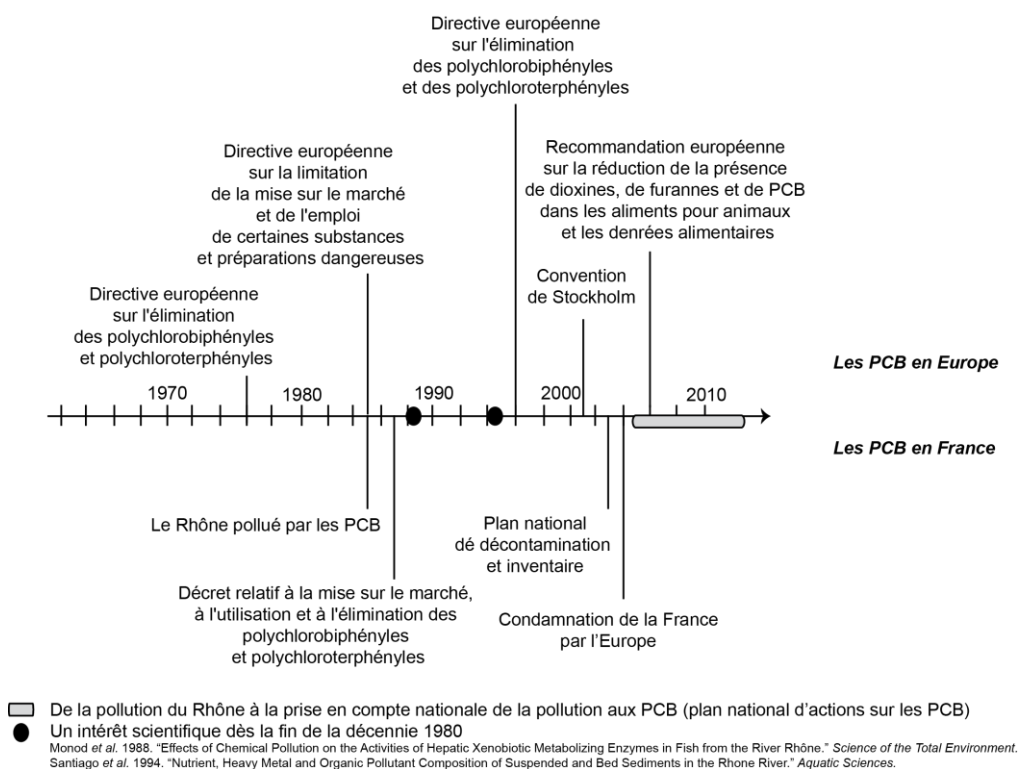 Directive européenne
sur l'élimination
des polychlorobiphényles
et des polychloroterphényles
Directive européenne
sur la limitation
de la mise sur le marché
et de l'emploi
de certaines substances
et préparations dangereuses
Recommandation européenne
sur la réduction de la présence
de dioxines, de furannes et de PCB
dans les aliments pour animaux
et les denrées alimentaires
Convention
de Stockholm
Directive européenne
sur l'élimination
des polychlorobiphényles
et polychloroterphényles
Les PCB en Europe
1970 1980 1990 2000 2010
Les PCB en France
Le Rhône pollué par les PCB
Plan national
dé décontamination
et inventaire
Décret relatif à la mise sur le marché,
à l'utilisation et à l'élimination des
polychlorobiphényles
et polychloroterphényles
Condamnation de la France
par l'Europe
De la pollution du Rhône à la prise en compte nationale de la pollution aux PCB (plan national d'actions sur les PCB)
Un intérêt scientifique dès la fin de la décennie 1980
Monod et al. 1988. “Effects of Chemical Pollution on the Activities of Hepatic Xenobiotic Metabolizing Enzymes in Fish from the River Rhône.” Science of the Total Environment.
Santiago et al. 1994. “Nutrient, Heavy Metal and Organic Pollutant Composition of Suspended and Bed Sediments in the Rhone River.” Aquatic Sciences.